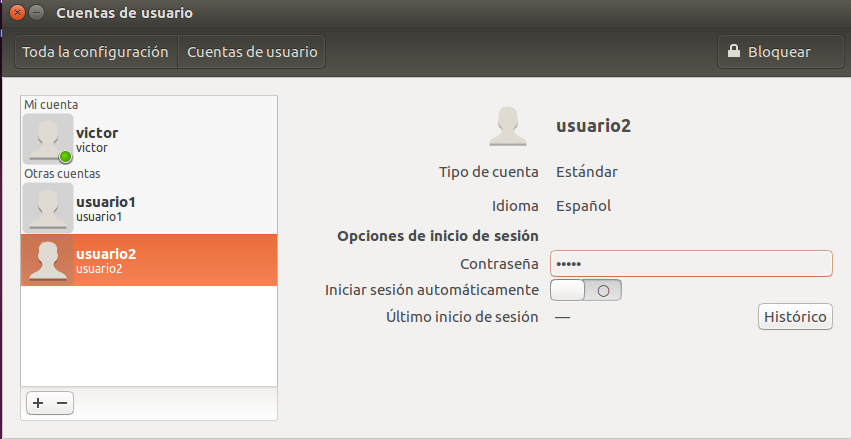 Cuentas de usuario
Toda la configuración Cuentas de usuario Bloquear
Mi cuenta
victor
victor
Otras cuentas
usuario1
usuario1
usuario2
usuario2
usuario2
Tipo de cuenta Estándar
Idioma Español
Opciones de inicio de sesión
Contraseña •••••
Iniciar sesión automáticamente
Último inicio de sesión — Histórico